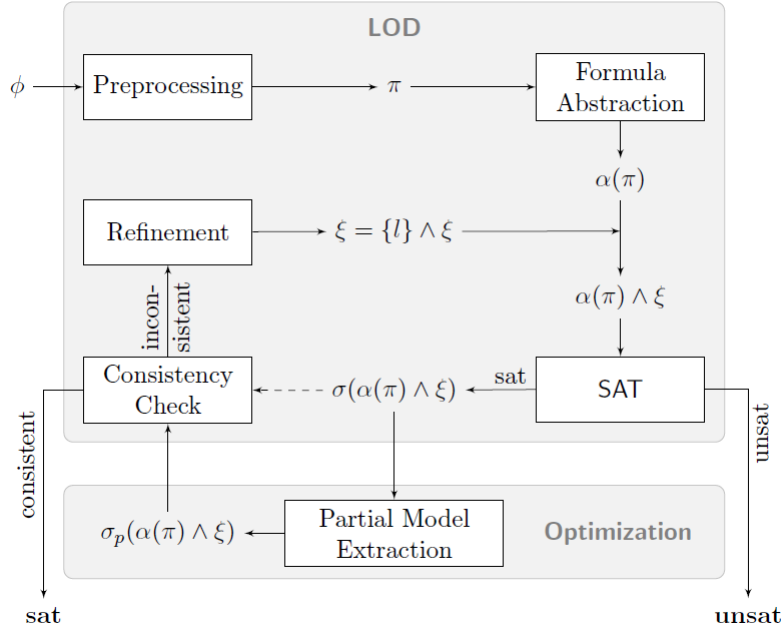 LOD
ϕ
Preprocessing
π
Formula
Abstraction
α(π)
Refinement
ξ = {l} ∧ ξ
α(π) ∧ ξ
incon-
sistent
Consistency
Check
σ(α(π) ∧ ξ)
sat
SAT
consistent
unsat
σₚ(α(π) ∧ ξ)
Partial Model
Extraction
Optimization
sat
unsat